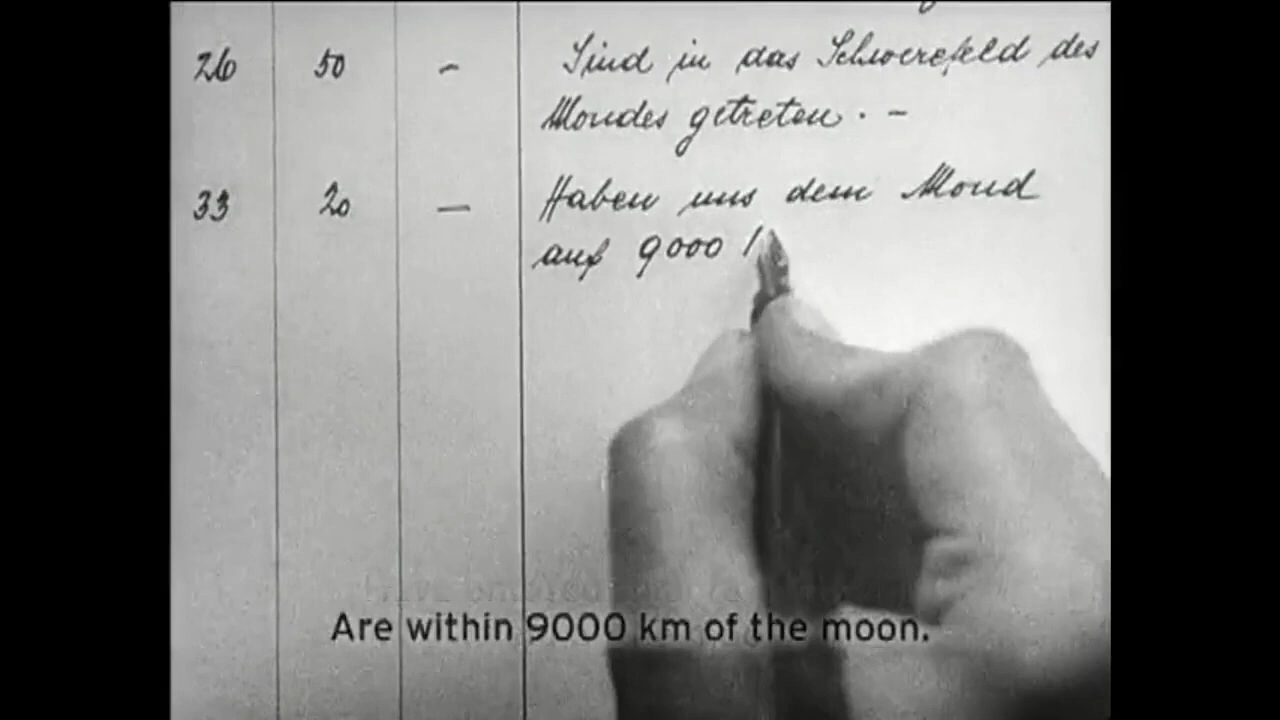 26 50 - Sind in das Schwerefeld des
Mondes getreten. -
33 20 - Haben uns dem Mond
auf 9000
Are within 9000 km of the moon.